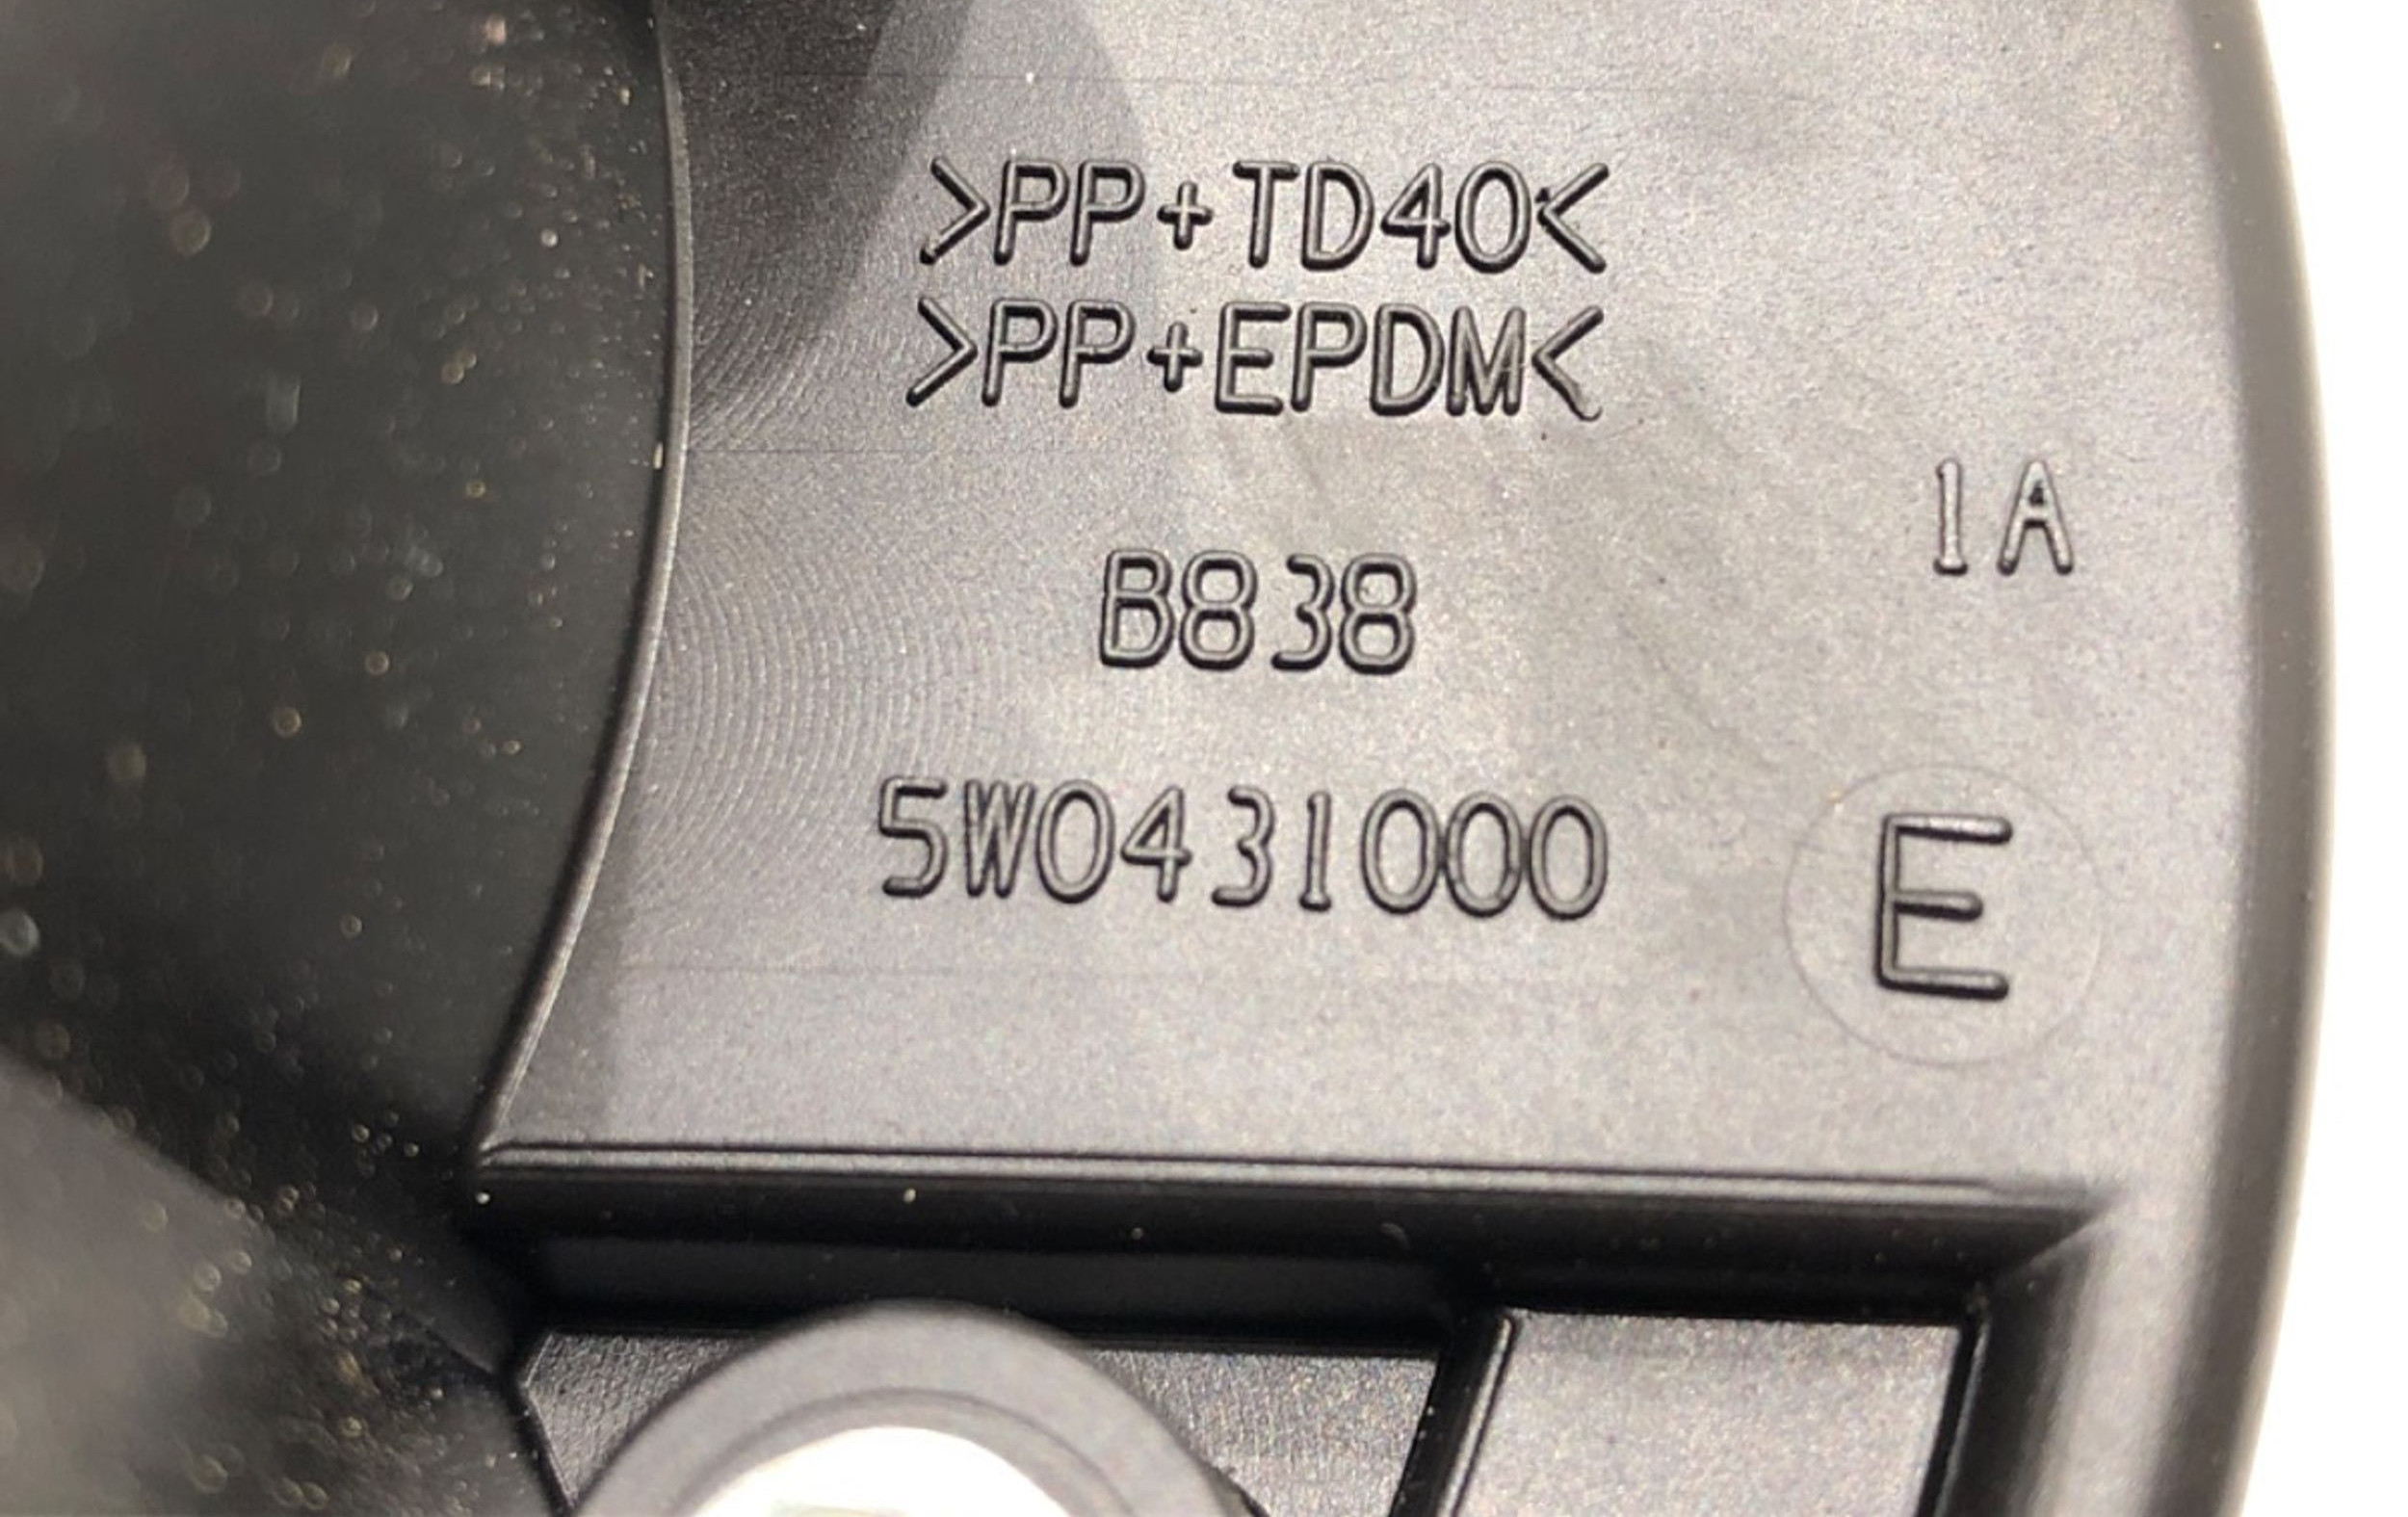 >PP+TD40<
>PP+EPDM<
1A
B838
5W0431000
E